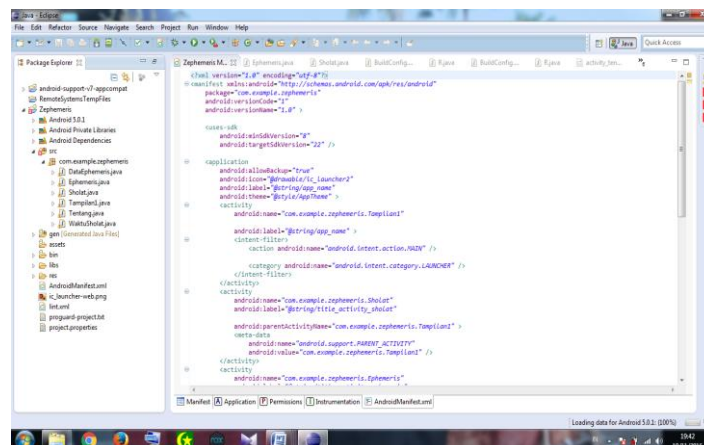 Java - Eclipse
File Edit Refactor Source Navigate Search Project Run Window Help
Java
Quick Access
Package Explorer
android-support-v7-appcompat
RemoteSystemsTempFiles
Zephemeris
Android 5.0.1
Android Private Libraries
Android Dependencies
src
com.example.zephemeris
DataEphemeris.java
Ephemeris.java
Sholat.java
Tampilan1.java
Tentang.java
WaktuSholat.java
gen [Generated Java Files]
assets
bin
libs
res
AndroidManifest.xml
ic_launcher-web.png
lint.xml
proguard-project.txt
project.properties
Zephemeris M... Ephemeris.java Sholat.java BuildConfig.... R.java BuildConfig.... R.java activity_ten...
<?xml version="1.0" encoding="utf-8"?>
<manifest xmlns:android="http://schemas.android.com/apk/res/android"
package="com.example.zephemeris"
android:versionCode="1"
android:versionName="1.0" >
<uses-sdk
android:minSdkVersion="8"
android:targetSdkVersion="22" />
<application
android:allowBackup="true"
android:icon="@drawable/ic_launcher2"
android:label="@string/app_name"
android:theme="@style/AppTheme" >
<activity
android:name="com.example.zephemeris.Tampilan1"
android:label="@string/app_name" >
<intent-filter>
<action android:name="android.intent.action.MAIN" />
<category android:name="android.intent.category.LAUNCHER" />
</intent-filter>
</activity>
<activity
android:name="com.example.zephemeris.Sholat"
android:label="@string/title_activity_sholat"
android:parentActivityName="com.example.zephemeris.Tampilan1" >
<meta-data
android:name="android.support.PARENT_ACTIVITY"
android:value="com.example.zephemeris.Tampilan1" />
</activity>
<activity
android:name="com.example.zephemeris.Ephemeris"
Manifest Application Permissions Instrumentation AndroidManifest.xml
Loading data for Android 5.0.2: (100%)
19:42